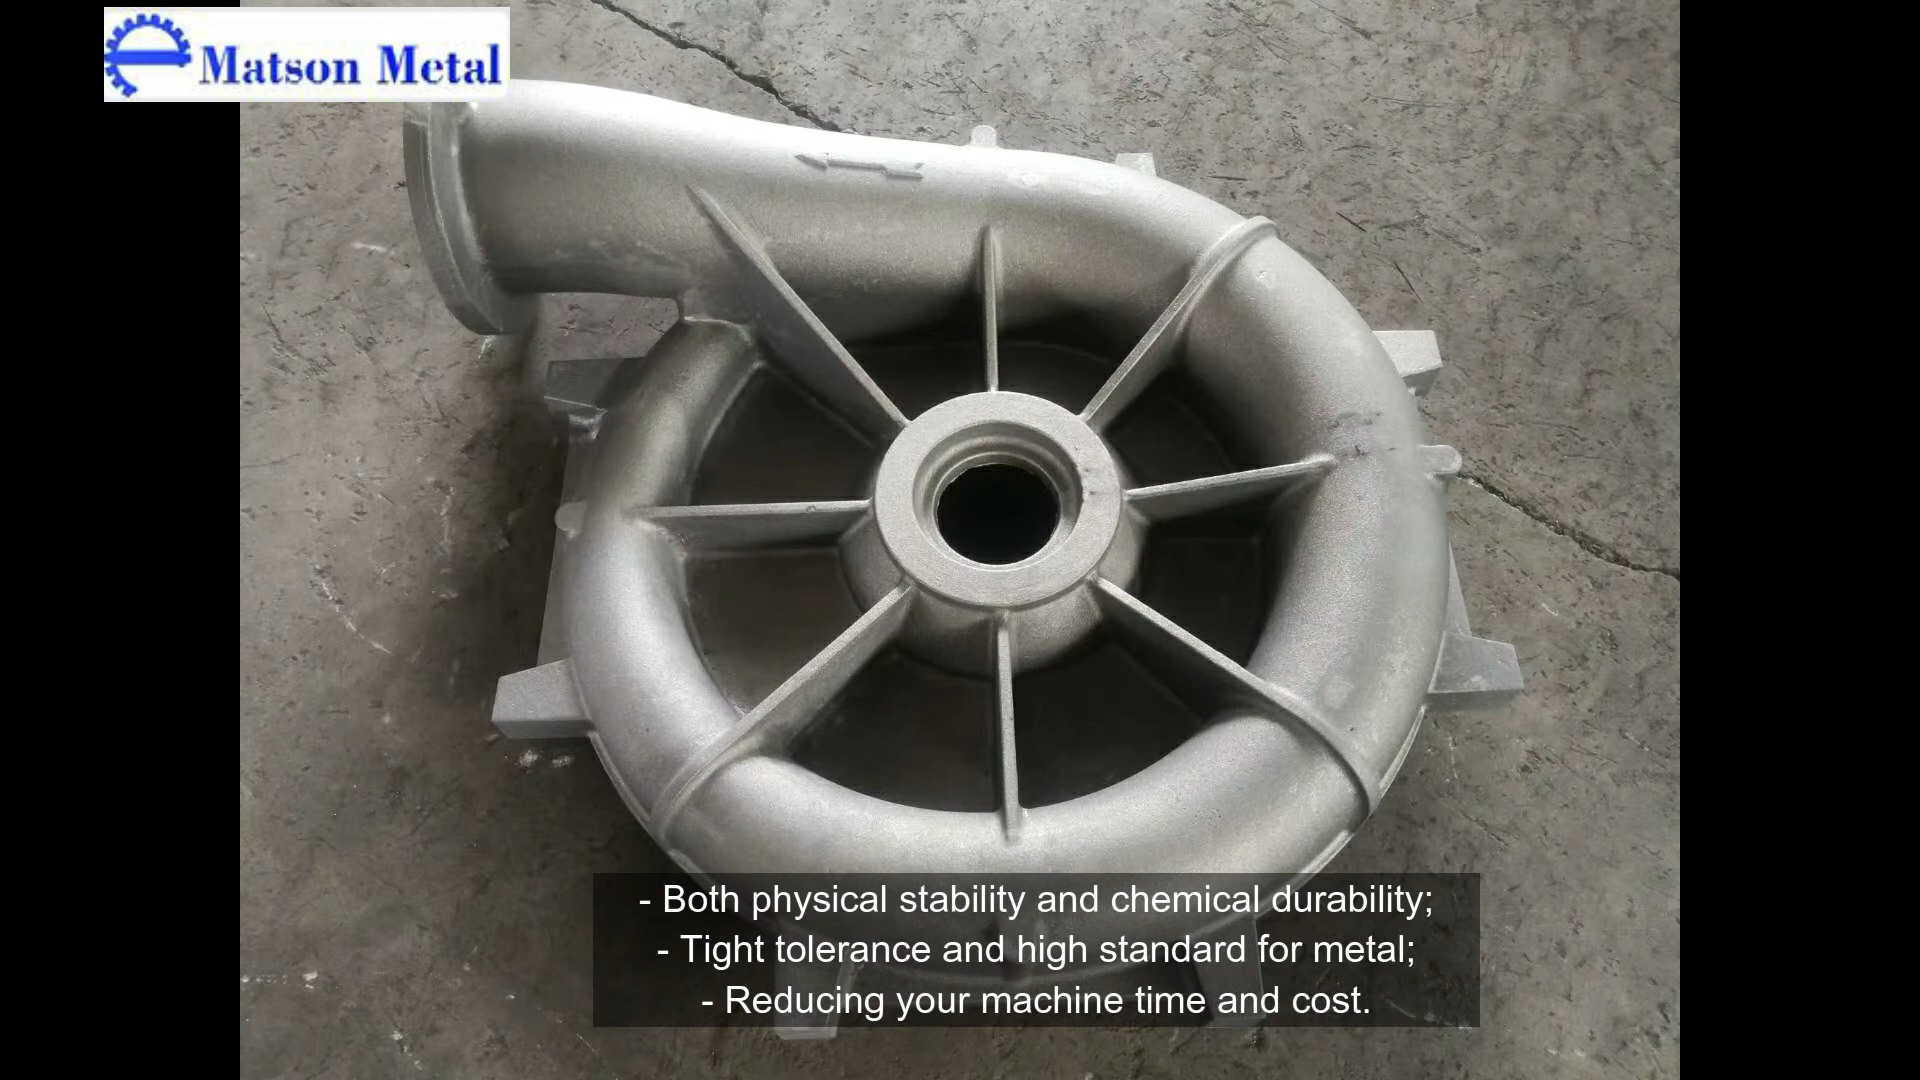 Matson Metal
- Both physical stability and chemical durability;
- Tight tolerance and high standard for metal;
- Reducing your machine time and cost.